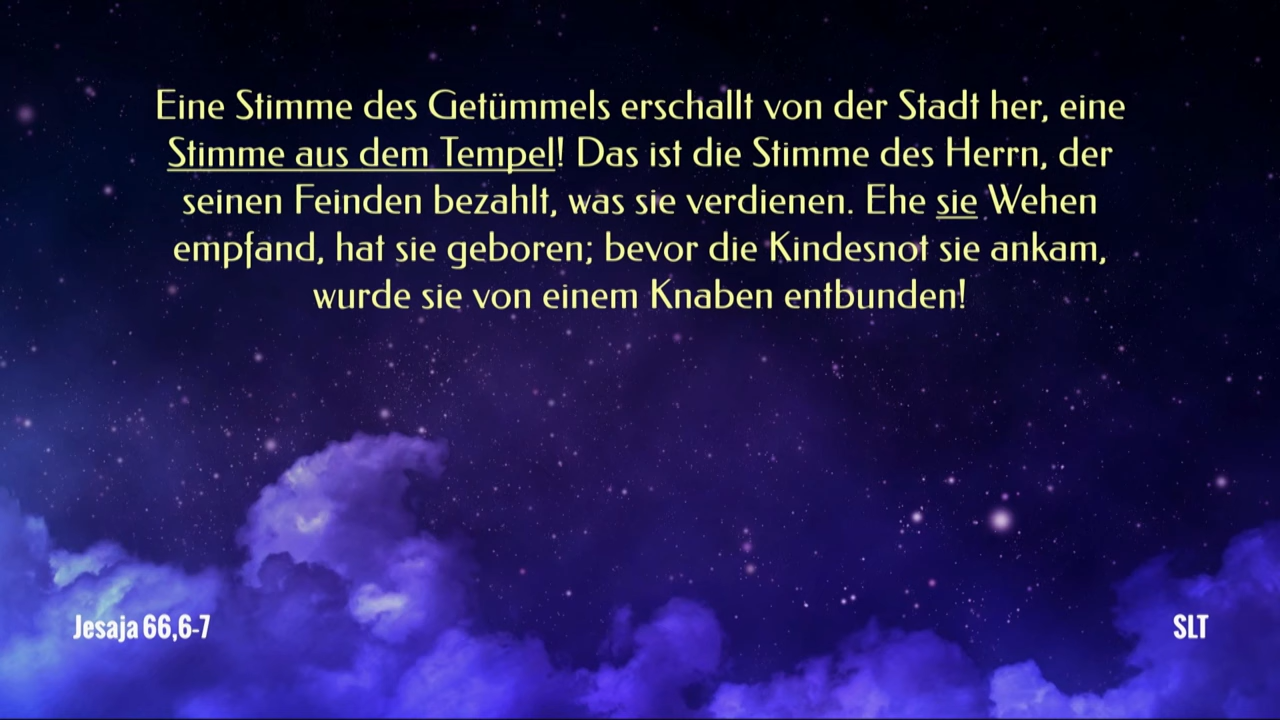 Eine Stimme des Getümmels erschallt von der Stadt her, eine
Stimme aus dem Tempel! Das ist die Stimme des Herrn, der
seinen Feinden bezahlt, was sie verdienen. Ehe sie Wehen
empfand, hat sie geboren; bevor die Kindesnot sie ankam,
wurde sie von einem Knaben entbunden!
Jesaja 66,6-7
SLT